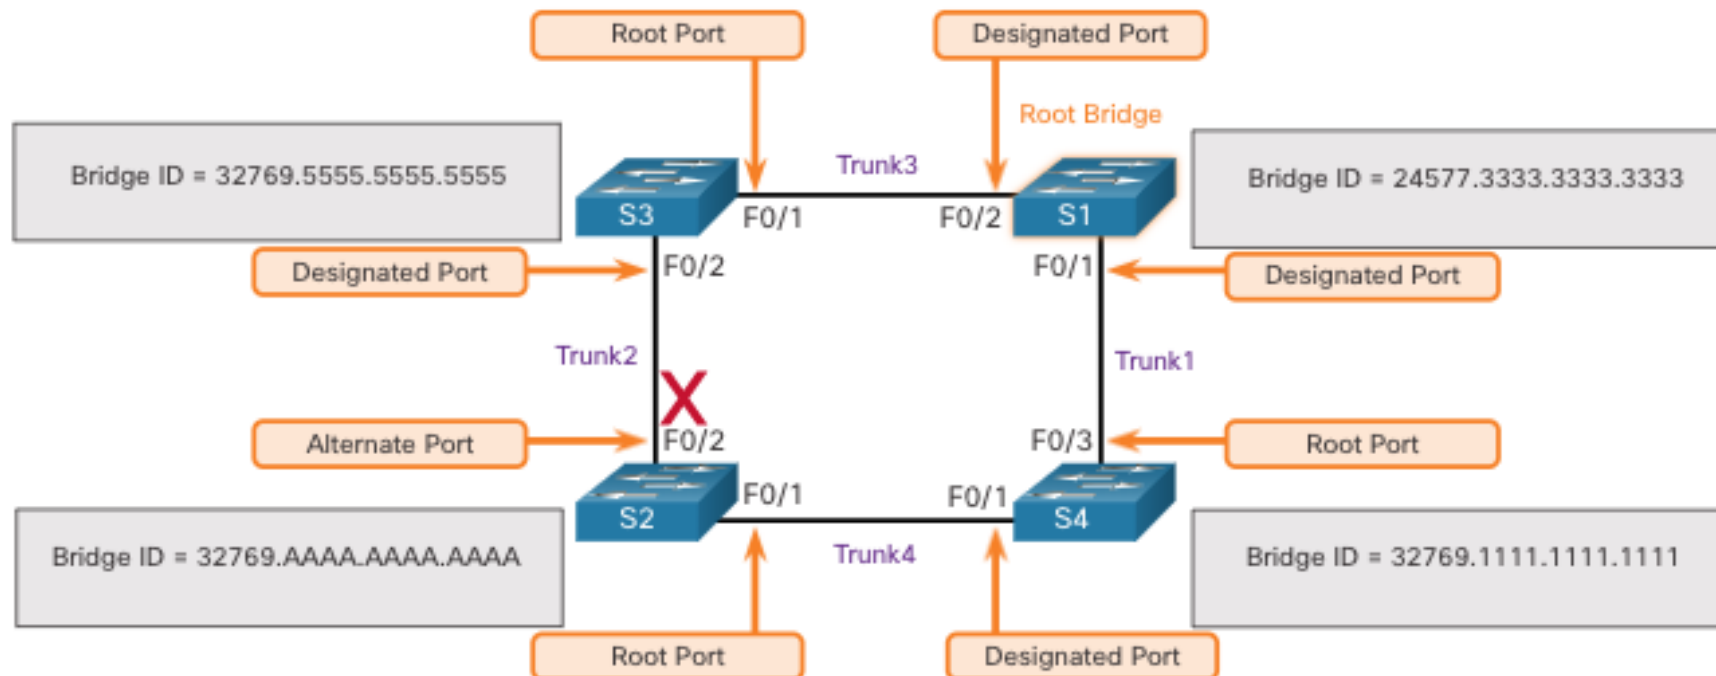 Root Port
Designated Port
Root Bridge
Bridge ID = 32769.5555.5555.5555
Trunk3
Bridge ID = 24577.3333.3333.3333
S3
F0/1
F0/2
S1
Designated Port
F0/2
F0/1
Designated Port
Trunk2
Trunk1
X
Alternate Port
F0/2
F0/3
Root Port
S2
F0/1
F0/1
S4
Bridge ID = 32769.AAAA.AAAA.AAAA
Trunk4
Bridge ID = 32769.1111.1111.1111
Root Port
Designated Port